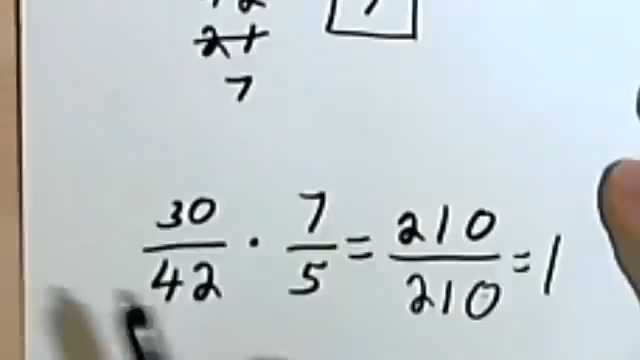 21
7
30/42 · 7/5 = 210/210 = 1